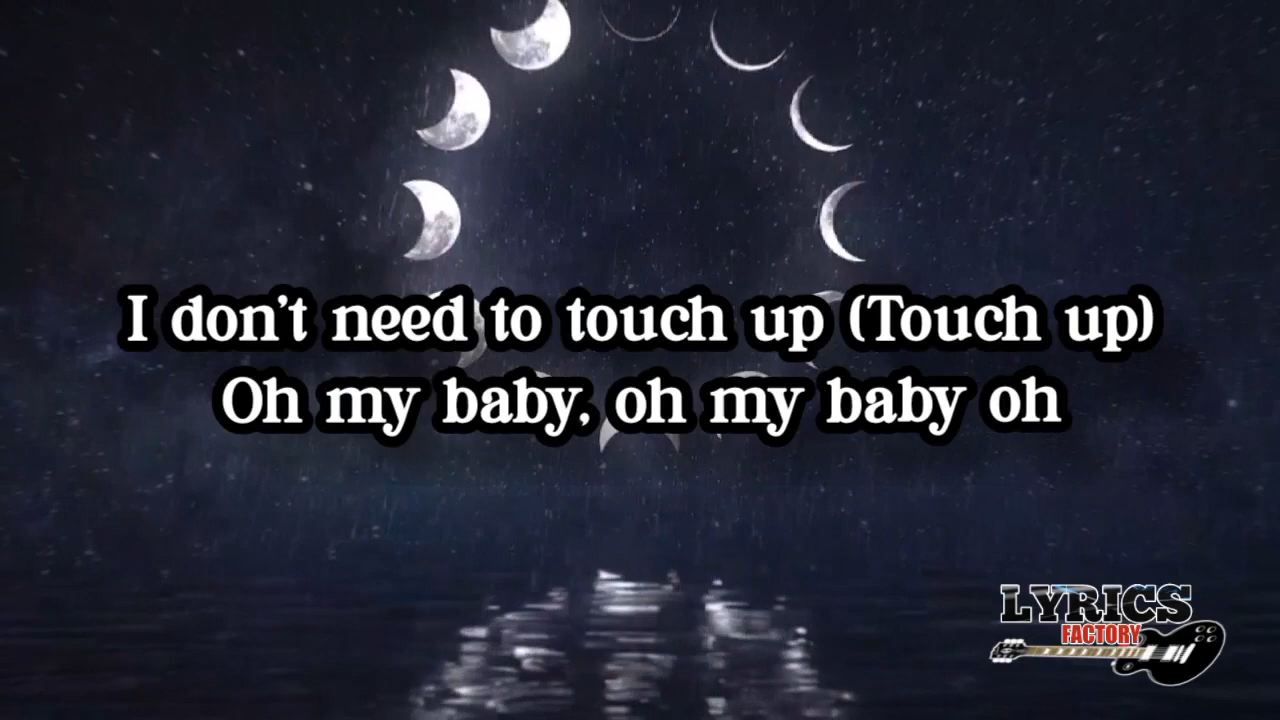 I don't need to touch up (Touch up)
Oh my baby, oh my baby oh
LYRICS
FACTORY